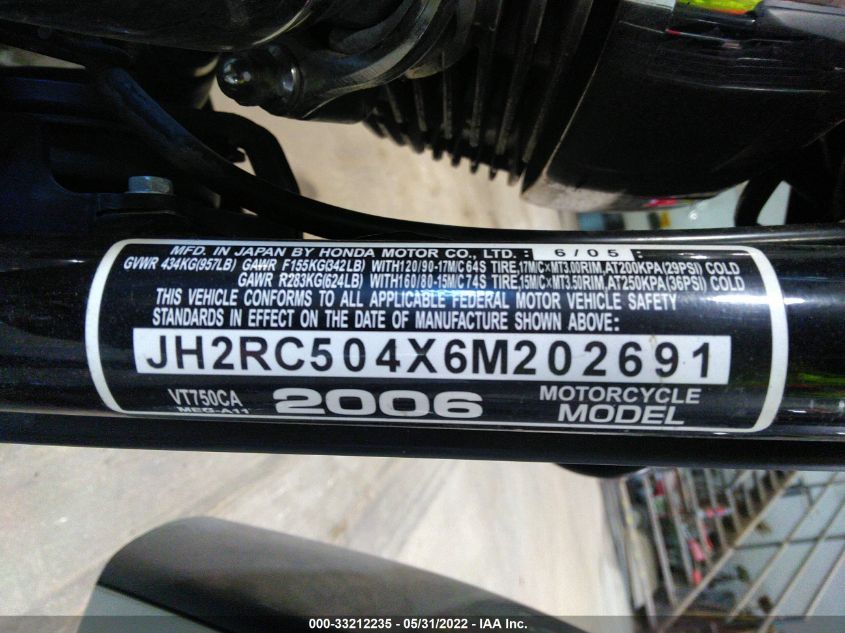 MFD. IN JAPAN BY HONDA MOTOR CO., LTD.: 6/05:
GVWR 434KG(957LB) GAWR F155KG(342LB) WITH120/90-17M/C 64S TIRE,17M/C×MT3.00RIM,AT200KPA(29PSI) COLD
GAWR R283KG(624LB) WITH160/80-15M/C 74S TIRE,15M/C×MT3.50RIM,AT250KPA(36PSI) COLD
THIS VEHICLE CONFORMS TO ALL APPLICABLE FEDERAL MOTOR VEHICLE SAFETY
STANDARDS IN EFFECT ON THE DATE OF MANUFACTURE SHOWN ABOVE:
JH2RC504X6M202691
VT750CA 2006 MOTORCYCLE
MEG-A11 MODEL
000-33212235 - 05/31/2022 - IAA Inc.